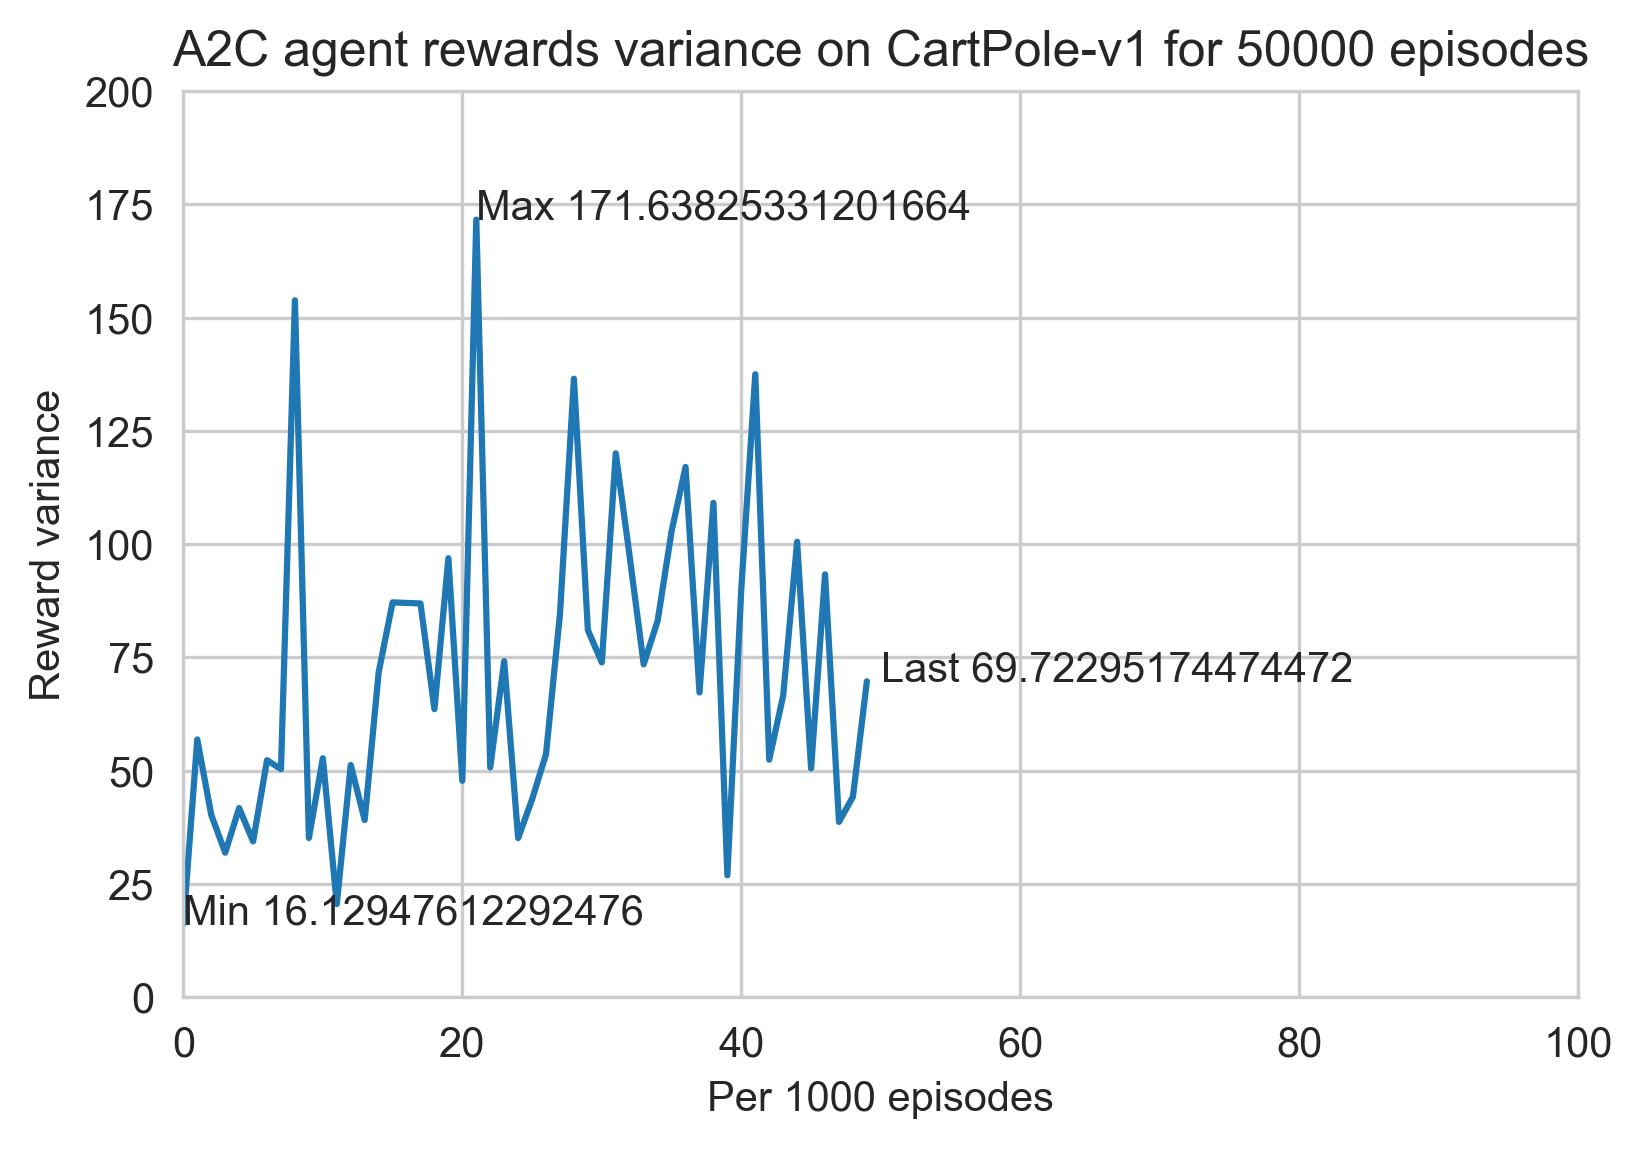 A2C agent rewards variance on CartPole-v1 for 50000 episodes
200
175
150
125
100
75
50
25
0
Reward variance
Max 171.63825331201664
Last 69.72295174474472
Min 16.12947612292476
0 20 40 60 80 100
Per 1000 episodes